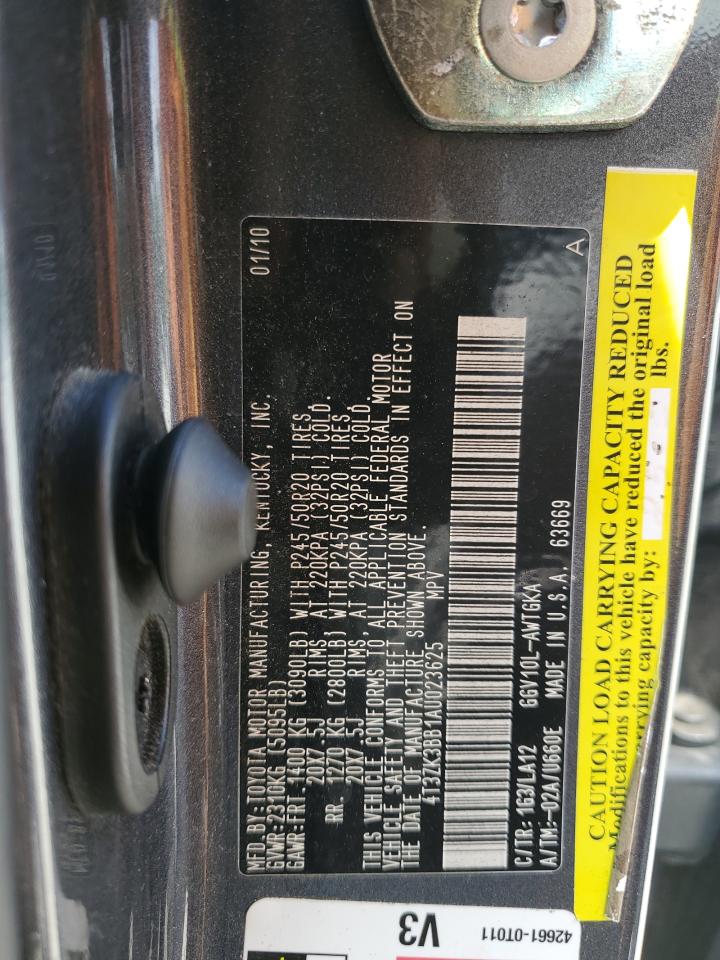 MFD. BY: TOYOTA MOTOR MANUFACTURING, KENTUCKY, INC. 01/10
GVWR: 2310KG (5095LB)
GAWR: FRT. 1400 KG (3090LB) WITH P245/50R20 TIRES,
20X7.5J RIMS, AT 220KPA (32PSI) COLD.
RR. 1270 KG (2800LB) WITH P245/50R20 TIRES,
20X7.5J RIMS, AT 220KPA (32PSI) COLD.
THIS VEHICLE CONFORMS TO ALL APPLICABLE FEDERAL MOTOR
VEHICLE SAFETY AND THEFT PREVENTION STANDARDS IN EFFECT ON
THE DATE OF MANUFACTURE SHOWN ABOVE.
4T3ZK3BB1AU023625 MPV
C/TR: 1G3/LA12 GGV10L-AWTGKA
A/TM: -02A/U660E MADE IN U.S.A. 63669 A
CAUTION LOAD CARRYING CAPACITY REDUCED
Modifications to this vehicle have reduced the original load
carrying capacity by: lbs.
V3
42661-0T011